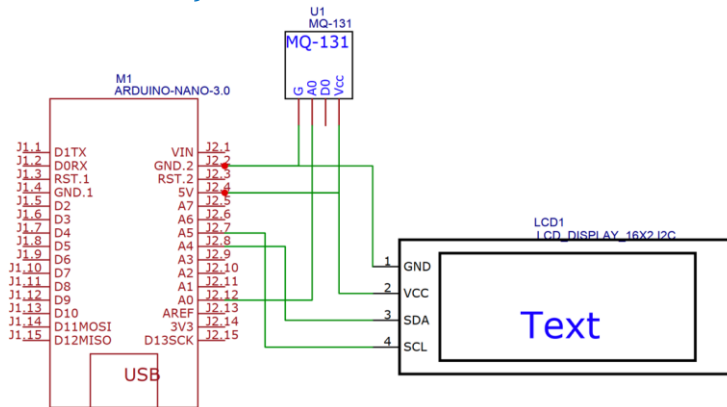 U1
MQ-131
MQ-131
G
A0
D0
Vcc
M1
ARDUINO-NANO-3.0
J1.1 D1TX VIN J2.1
J1.2 D0RX GND.2 J2.2
J1.3 RST.1 RST.2 J2.3
J1.4 GND.1 5V J2.4
J1.5 D2 A7 J2.5
J1.6 D3 A6 J2.6
J1.7 D4 A5 J2.7
J1.8 D5 A4 J2.8
J1.9 D6 A3 J2.9
J1.10 D7 A2 J2.10
J1.11 D8 A1 J2.11
J1.12 D9 A0 J2.12
J1.13 D10 AREF J2.13
J1.14 D11MOSI 3V3 J2.14
J1.15 D12MISO D13SCK J2.15
USB
LCD1
LCD_DISPLAY_16X2
1 GND
2 VCC
3 SDA
4 SCL
Text